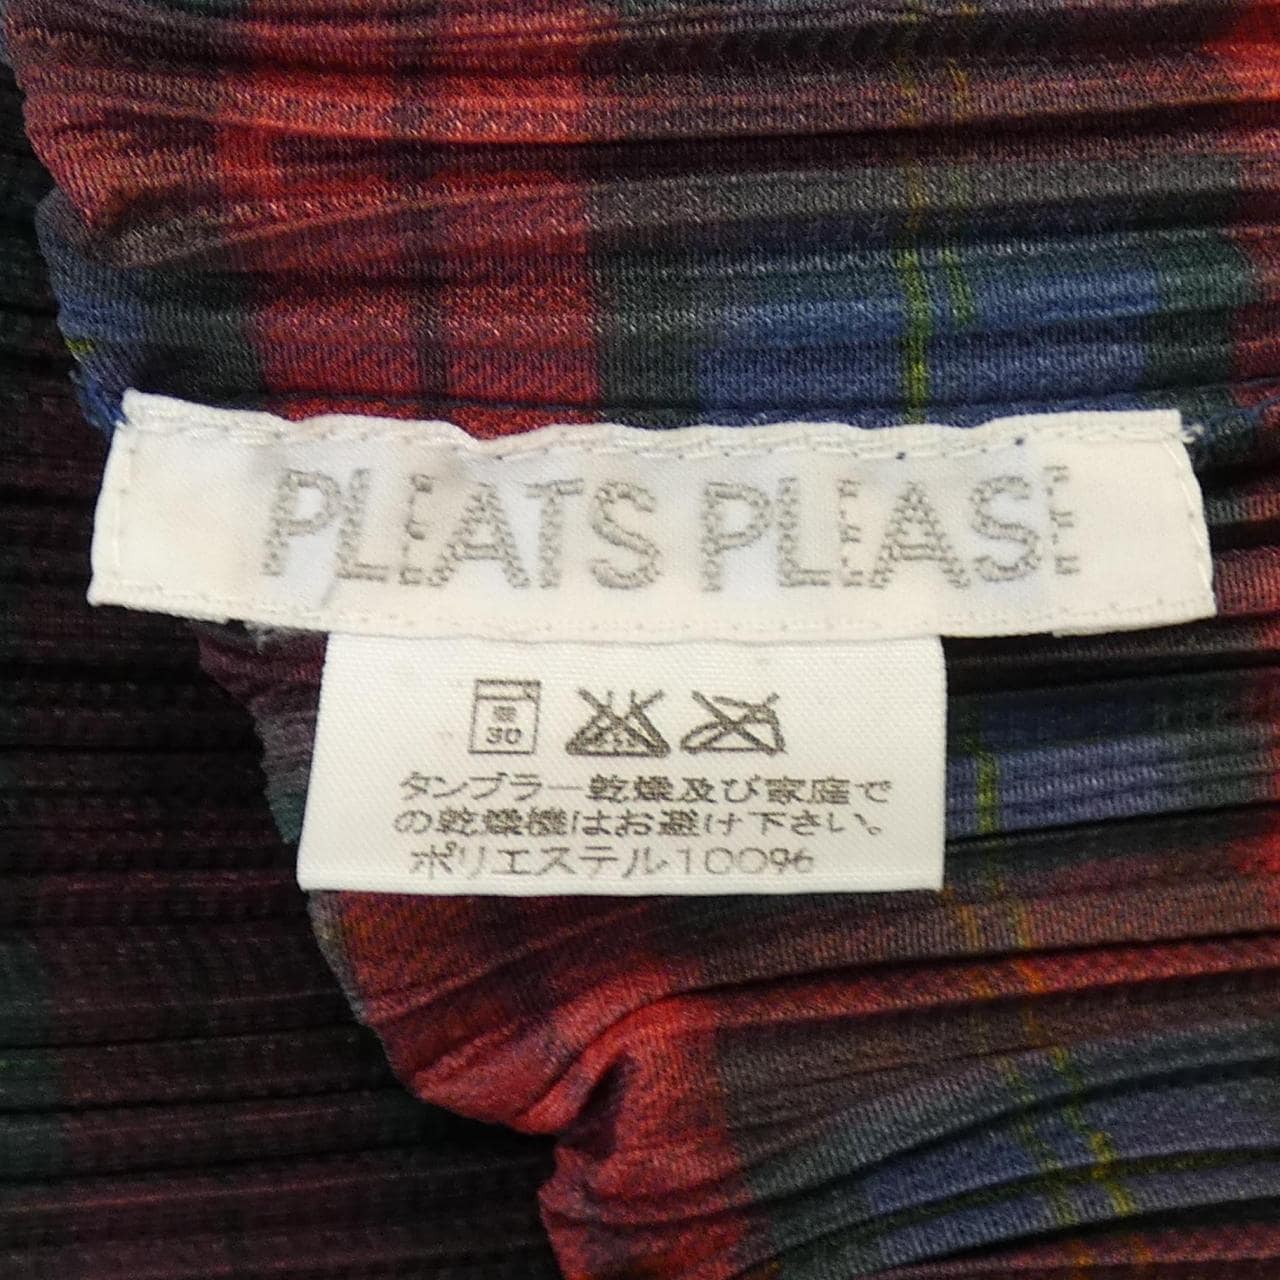 PLEATS PLEASE
弱
30
タンブラー乾燥及び家庭で
の乾燥機はお避け下さい。
ポリエステル100%